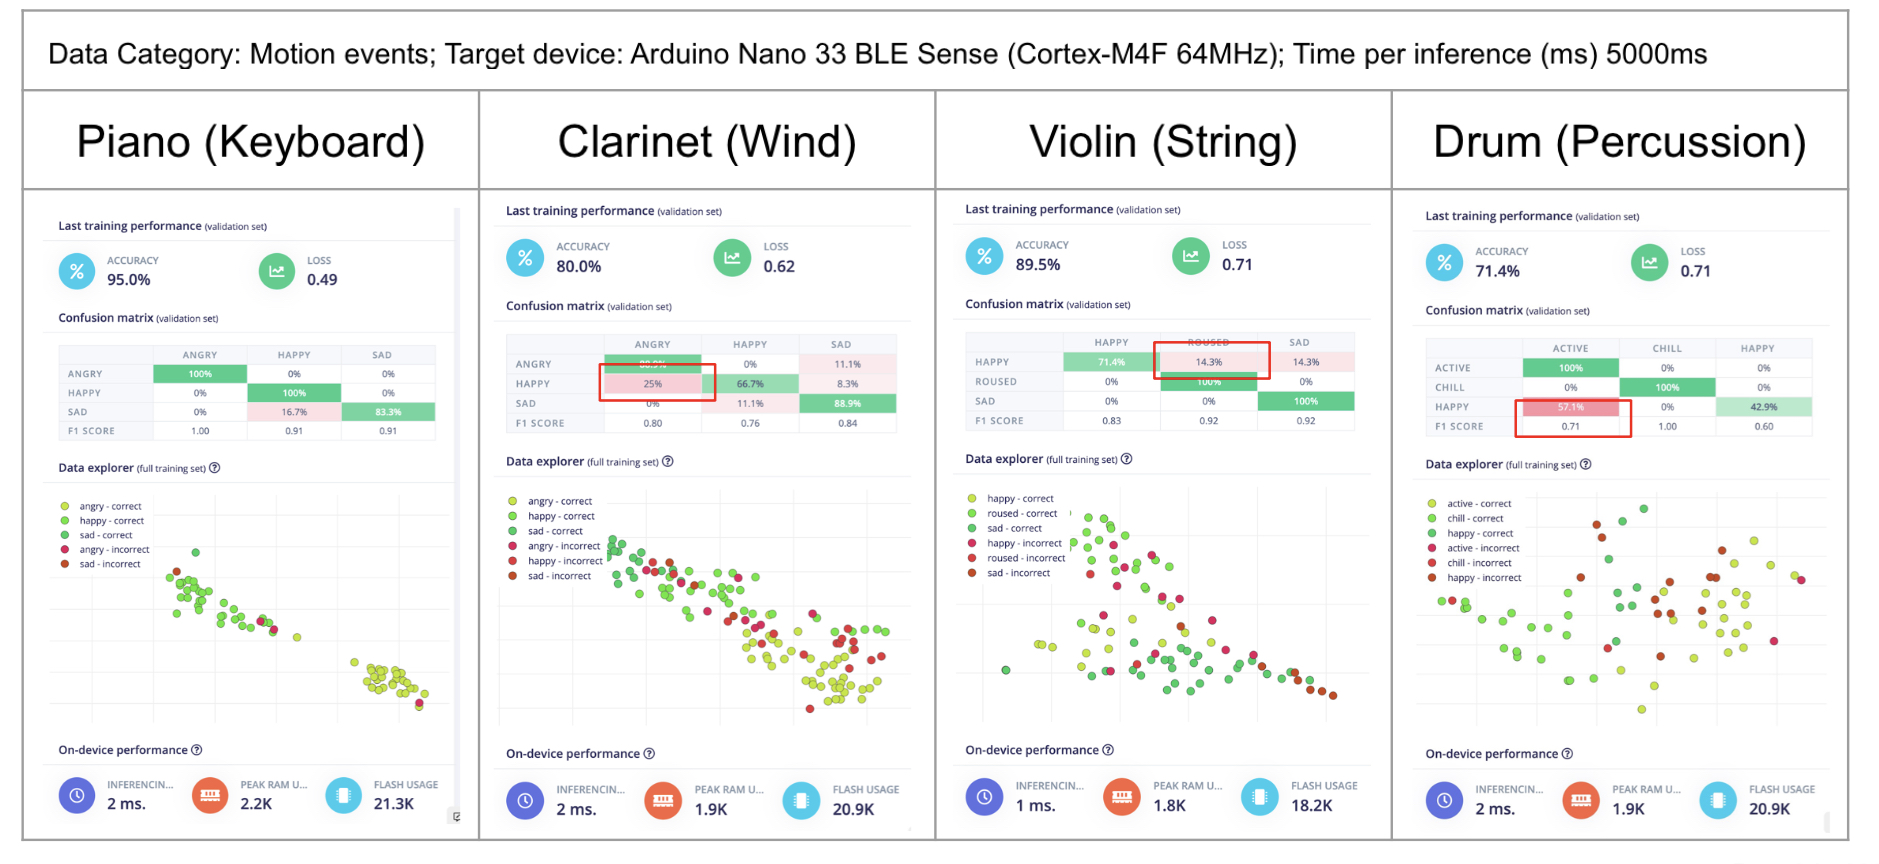 Data Category: Motion events; Target device: Arduino Nano 33 BLE Sense (Cortex-M4F 64MHz); Time per inference (ms) 5000ms
Piano (Keyboard)
Last training performance (validation set)
% ACCURACY 95.0% LOSS 0.49
Confusion matrix (validation set)
ANGRY HAPPY SAD
ANGRY 100% 0% 0%
HAPPY 0% 100% 0%
SAD 0% 16.7% 83.3%
F1 SCORE 1.00 0.91 0.91
Data explorer (full training set) ?
angry - correct
happy - correct
sad - correct
angry - incorrect
sad - incorrect
On-device performance ?
INFERENCIN... PEAK RAM U... FLASH USAGE
2 ms. 2.2K 21.3K
Clarinet (Wind)
Last training performance (validation set)
% ACCURACY 80.0% LOSS 0.62
Confusion matrix (validation set)
ANGRY HAPPY SAD
ANGRY 88.9% 0% 11.1%
HAPPY 25% 66.7% 8.3%
SAD 0% 11.1% 88.9%
F1 SCORE 0.80 0.76 0.84
Data explorer (full training set) ?
angry - correct
happy - correct
sad - correct
angry - incorrect
happy - incorrect
sad - incorrect
On-device performance ?
INFERENCIN... PEAK RAM U... FLASH USAGE
2 ms. 1.9K 20.9K
Violin (String)
Last training performance (validation set)
% ACCURACY 89.5% LOSS 0.71
Confusion matrix (validation set)
HAPPY ROUSED SAD
HAPPY 71.4% 14.3% 14.3%
ROUSED 0% 100% 0%
SAD 0% 0% 100%
F1 SCORE 0.83 0.92 0.92
Data explorer (full training set) ?
happy - correct
roused - correct
sad - correct
happy - incorrect
roused - incorrect
sad - incorrect
On-device performance ?
INFERENCIN... PEAK RAM U... FLASH USAGE
1 ms. 1.8K 18.2K
Drum (Percussion)
Last training performance (validation set)
% ACCURACY 71.4% LOSS 0.71
Confusion matrix (validation set)
ACTIVE CHILL HAPPY
ACTIVE 100% 0% 0%
CHILL 0% 100% 0%
HAPPY 57.1% 0% 42.9%
F1 SCORE 0.71 1.00 0.60
Data explorer (full training set) ?
active - correct
chill - correct
happy - correct
active - incorrect
chill - incorrect
happy - incorrect
On-device performance ?
INFERENCIN... PEAK RAM U... FLASH USAGE
2 ms. 1.9K 20.9K